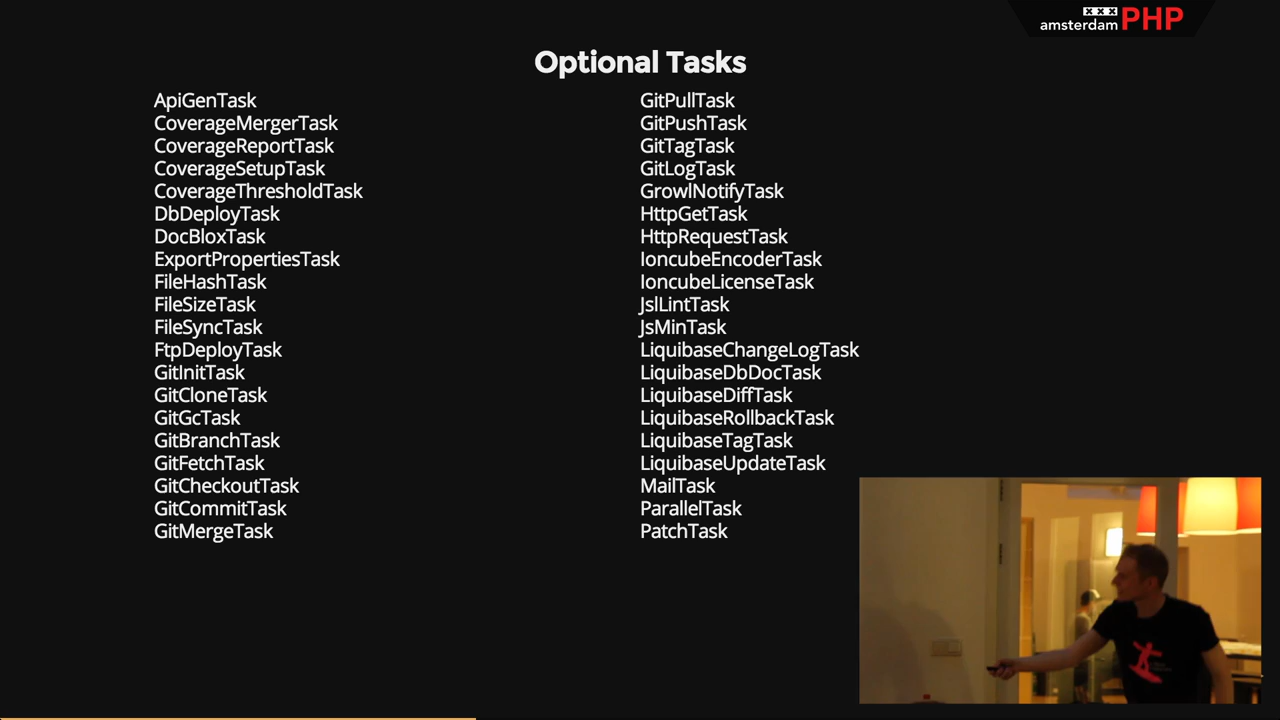 amsterdam PHP
Optional Tasks
ApiGenTask
CoverageMergerTask
CoverageReportTask
CoverageSetupTask
CoverageThresholdTask
DbDeployTask
DocBloxTask
ExportPropertiesTask
FileHashTask
FileSizeTask
FileSyncTask
FtpDeployTask
GitInitTask
GitCloneTask
GitGcTask
GitBranchTask
GitFetchTask
GitCheckoutTask
GitCommitTask
GitMergeTask
GitPullTask
GitPushTask
GitTagTask
GitLogTask
GrowlNotifyTask
HttpGetTask
HttpRequestTask
IoncubeEncoderTask
IoncubeLicenseTask
JslLintTask
JsMinTask
LiquibaseChangeLogTask
LiquibaseDbDocTask
LiquibaseDiffTask
LiquibaseRollbackTask
LiquibaseTagTask
LiquibaseUpdateTask
MailTask
ParallelTask
PatchTask